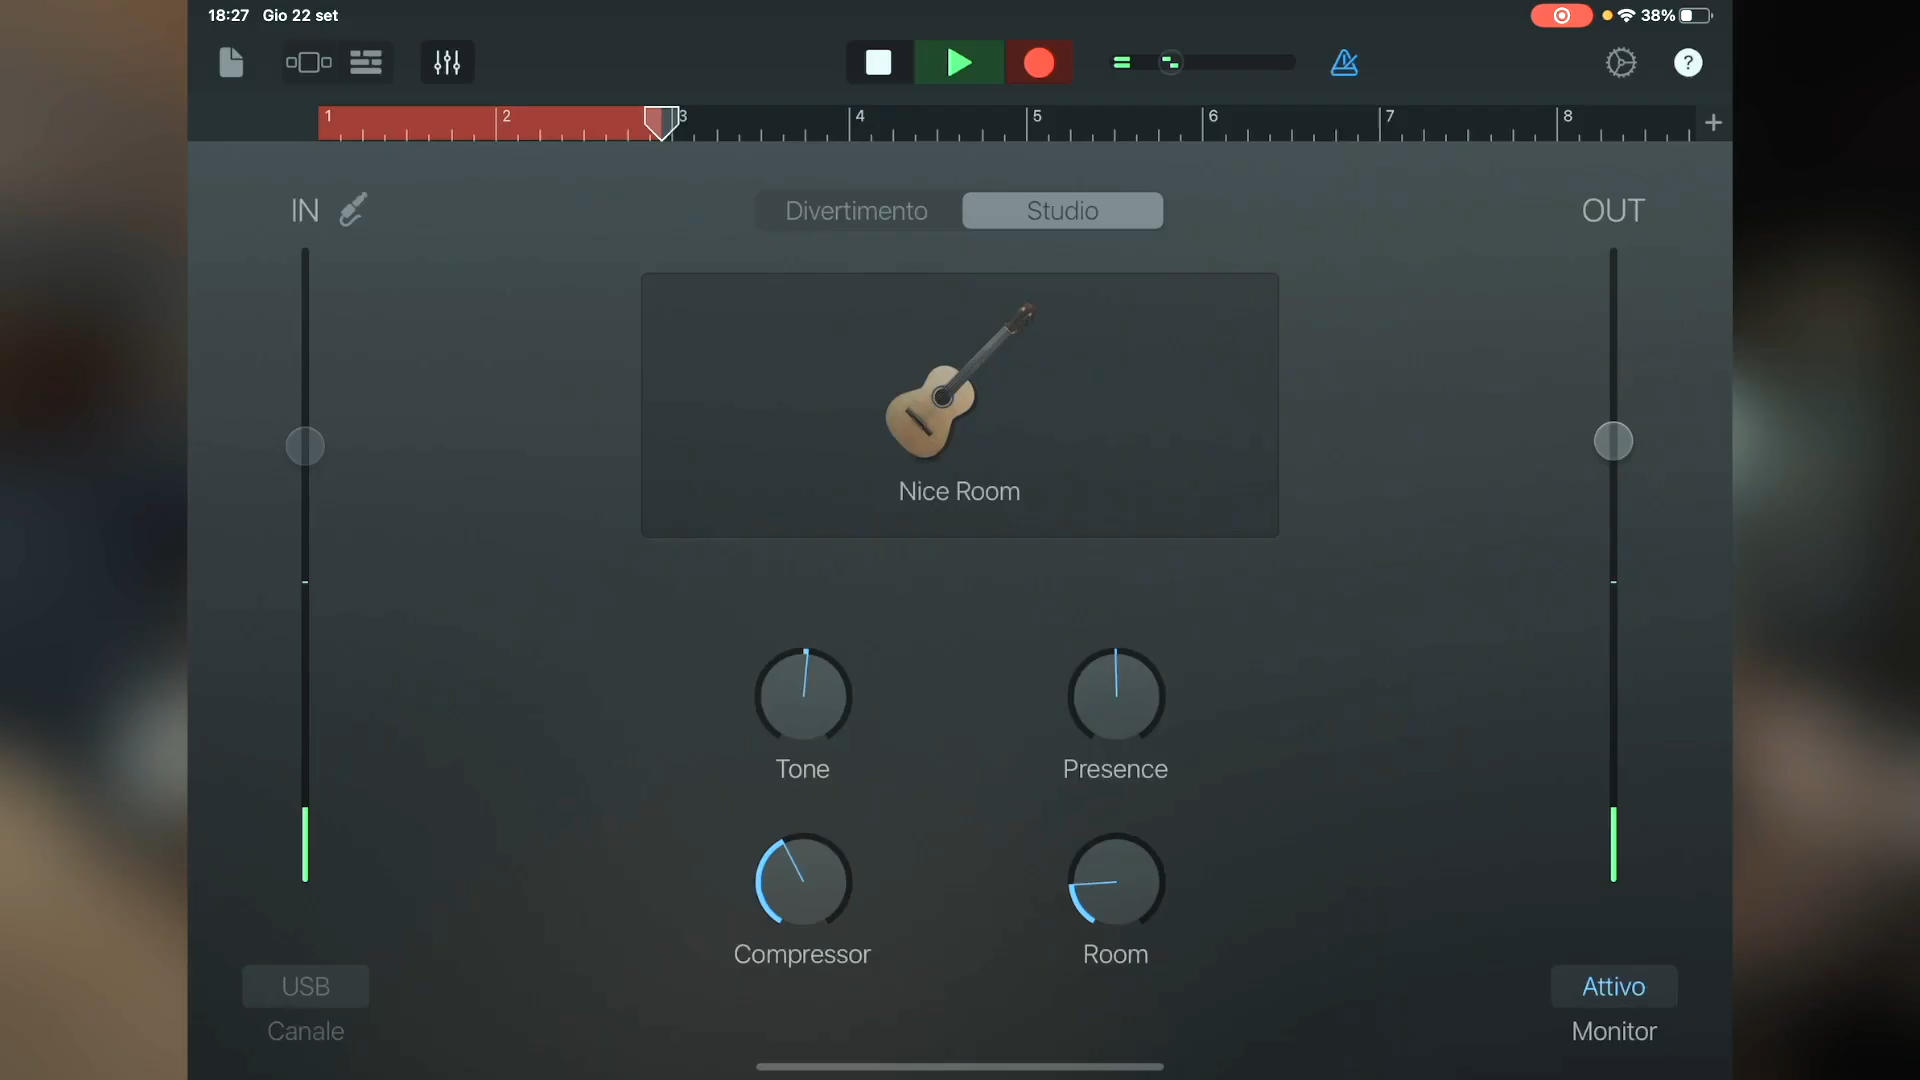 18:27 Gio 22 set
38%
?
1 2 3 4 5 6 7 8 +
IN
Divertimento Studio
OUT
Nice Room
Tone Presence
Compressor Room
USB
Canale
Attivo
Monitor